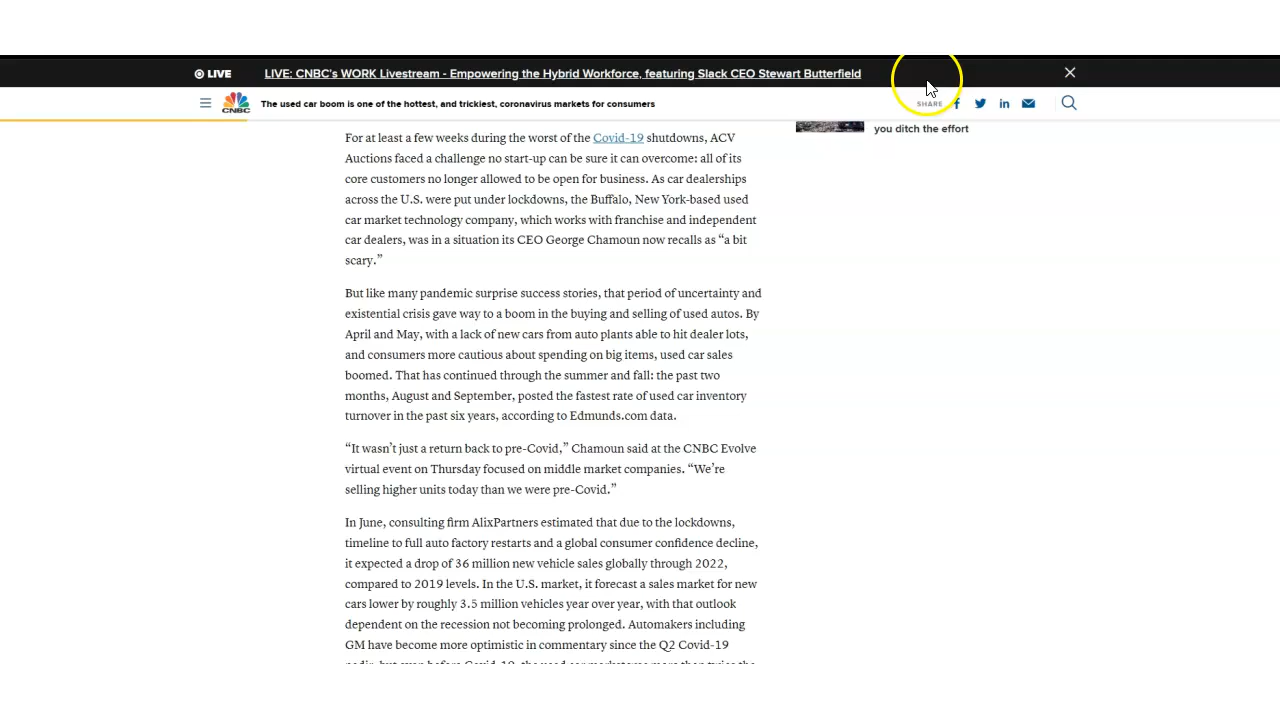 LIVE
LIVE: CNBC's WORK Livestream - Empowering the Hybrid Workforce, featuring Slack CEO Stewart Butterfield
CNBC
The used car boom is one of the hottest, and trickiest, coronavirus markets for consumers
SHARE
you ditch the effort
For at least a few weeks during the worst of the Covid-19 shutdowns, ACV
Auctions faced a challenge no start-up can be sure it can overcome: all of its
core customers no longer allowed to be open for business. As car dealerships
across the U.S. were put under lockdowns, the Buffalo, New York-based used
car market technology company, which works with franchise and independent
car dealers, was in a situation its CEO George Chamoun now recalls as “a bit
scary.”
But like many pandemic surprise success stories, that period of uncertainty and
existential crisis gave way to a boom in the buying and selling of used autos. By
April and May, with a lack of new cars from auto plants able to hit dealer lots,
and consumers more cautious about spending on big items, used car sales
boomed. That has continued through the summer and fall: the past two
months, August and September, posted the fastest rate of used car inventory
turnover in the past six years, according to Edmunds.com data.
“It wasn’t just a return back to pre-Covid,” Chamoun said at the CNBC Evolve
virtual event on Thursday focused on middle market companies. “We’re
selling higher units today than we were pre-Covid.”
In June, consulting firm AlixPartners estimated that due to the lockdowns,
timeline to full auto factory restarts and a global consumer confidence decline,
it expected a drop of 36 million new vehicle sales globally through 2022,
compared to 2019 levels. In the U.S. market, it forecast a sales market for new
cars lower by roughly 3.5 million vehicles year over year, with that outlook
dependent on the recession not becoming prolonged. Automakers including
GM have become more optimistic in commentary since the Q2 Covid-19